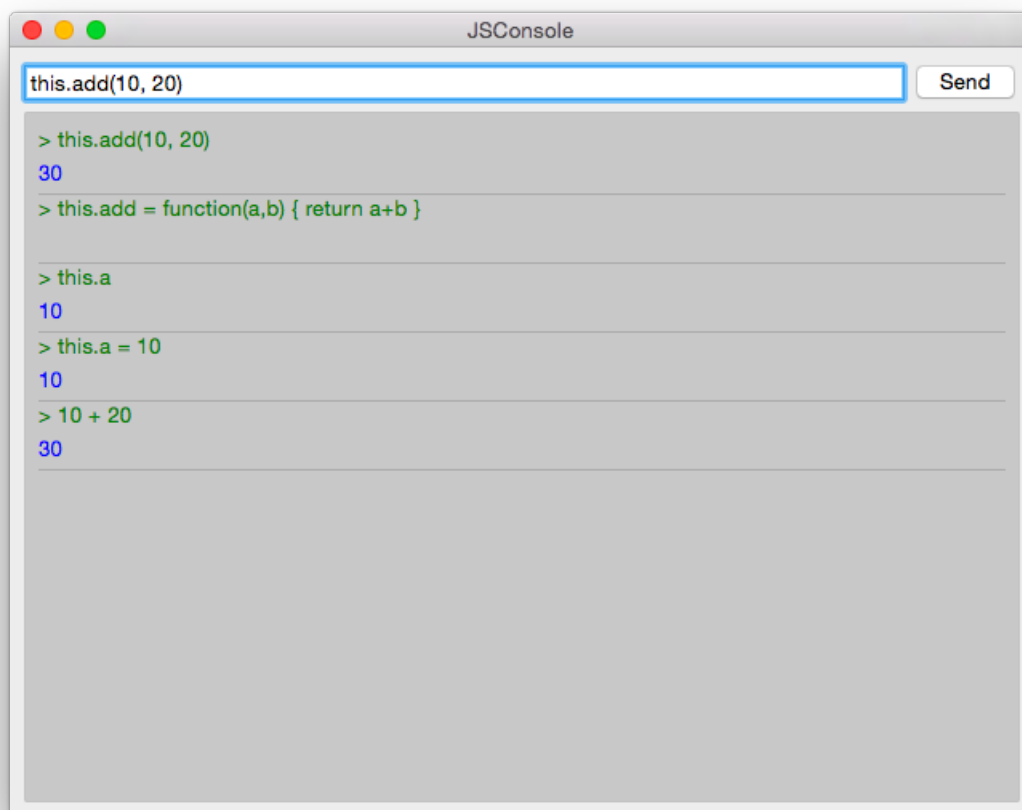 JSConsole
this.add(10, 20)
Send
> this.add(10, 20)
30
> this.add = function(a,b) { return a+b }
> this.a
10
> this.a = 10
10
> 10 + 20
30